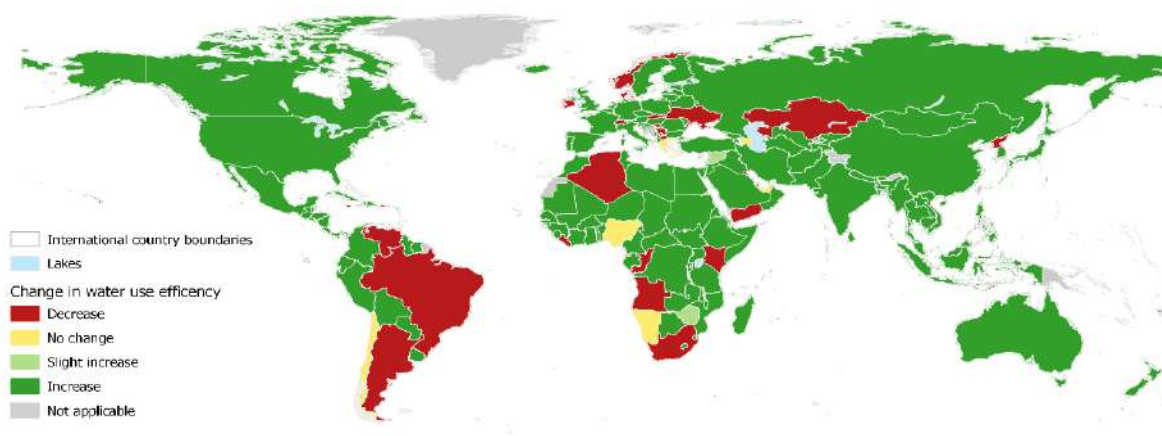 International country boundaries
Lakes
Change in water use efficency
Decrease
No change
Slight increase
Increase
Not applicable